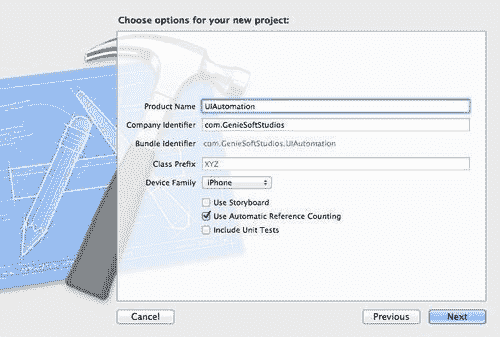 Choose options for your new project:
Product Name UIAutomation
Company Identifier com.GenieSoftStudios
Bundle Identifier com.GenieSoftStudios.UIAutomation
Class Prefix XYZ
Device Family iPhone
Use Storyboard
Use Automatic Reference Counting
Include Unit Tests
Cancel Previous Next